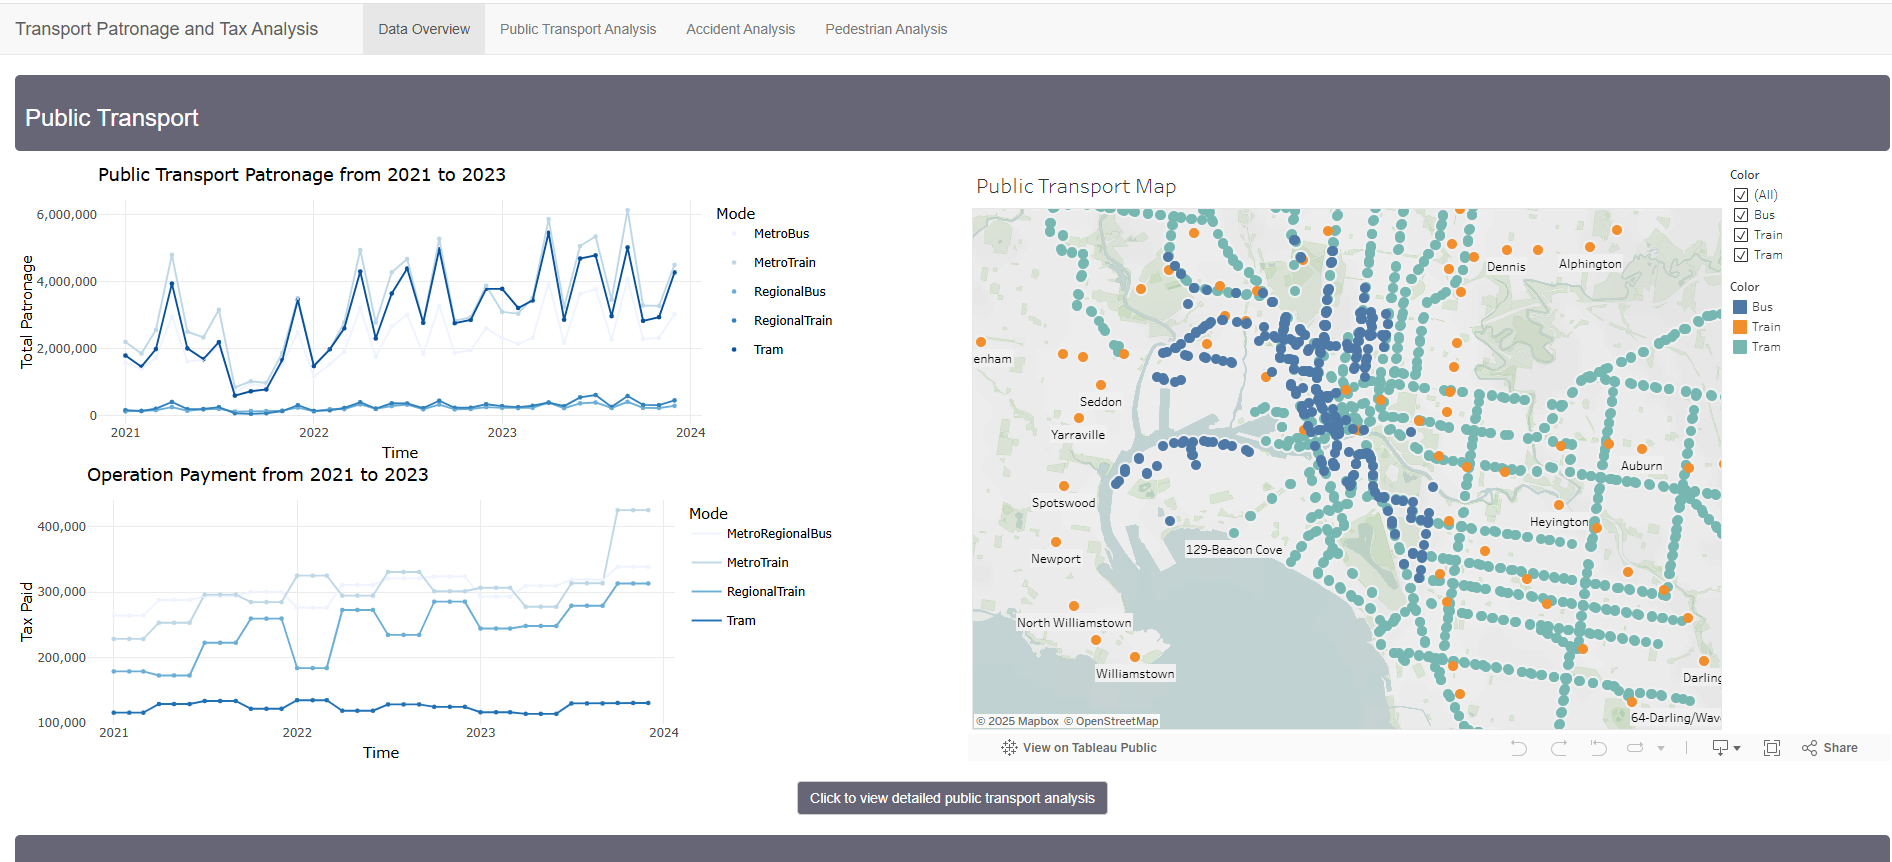 Transport Patronage and Tax Analysis
Data Overview
Public Transport Analysis
Accident Analysis
Pedestrian Analysis
Public Transport
Public Transport Patronage from 2021 to 2023
Total Patronage
6,000,000
4,000,000
2,000,000
0
2021
2022
2023
2024
Time
Mode
MetroBus
MetroTrain
RegionalBus
RegionalTrain
Tram
Operation Payment from 2021 to 2023
Tax Paid
400,000
300,000
200,000
100,000
2021
2022
2023
2024
Time
Mode
MetroRegionalBus
MetroTrain
RegionalTrain
Tram
Public Transport Map
Dennis
Alphington
enham
Seddon
Yarraville
Auburn
Spotswood
Heyington
129-Beacon Cove
Newport
North Williamstown
Williamstown
Darling
64-Darling/Wav
© 2025 Mapbox © OpenStreetMap
Color
(All)
Bus
Train
Tram
Color
Bus
Train
Tram
View on Tableau Public
Share
Click to view detailed public transport analysis